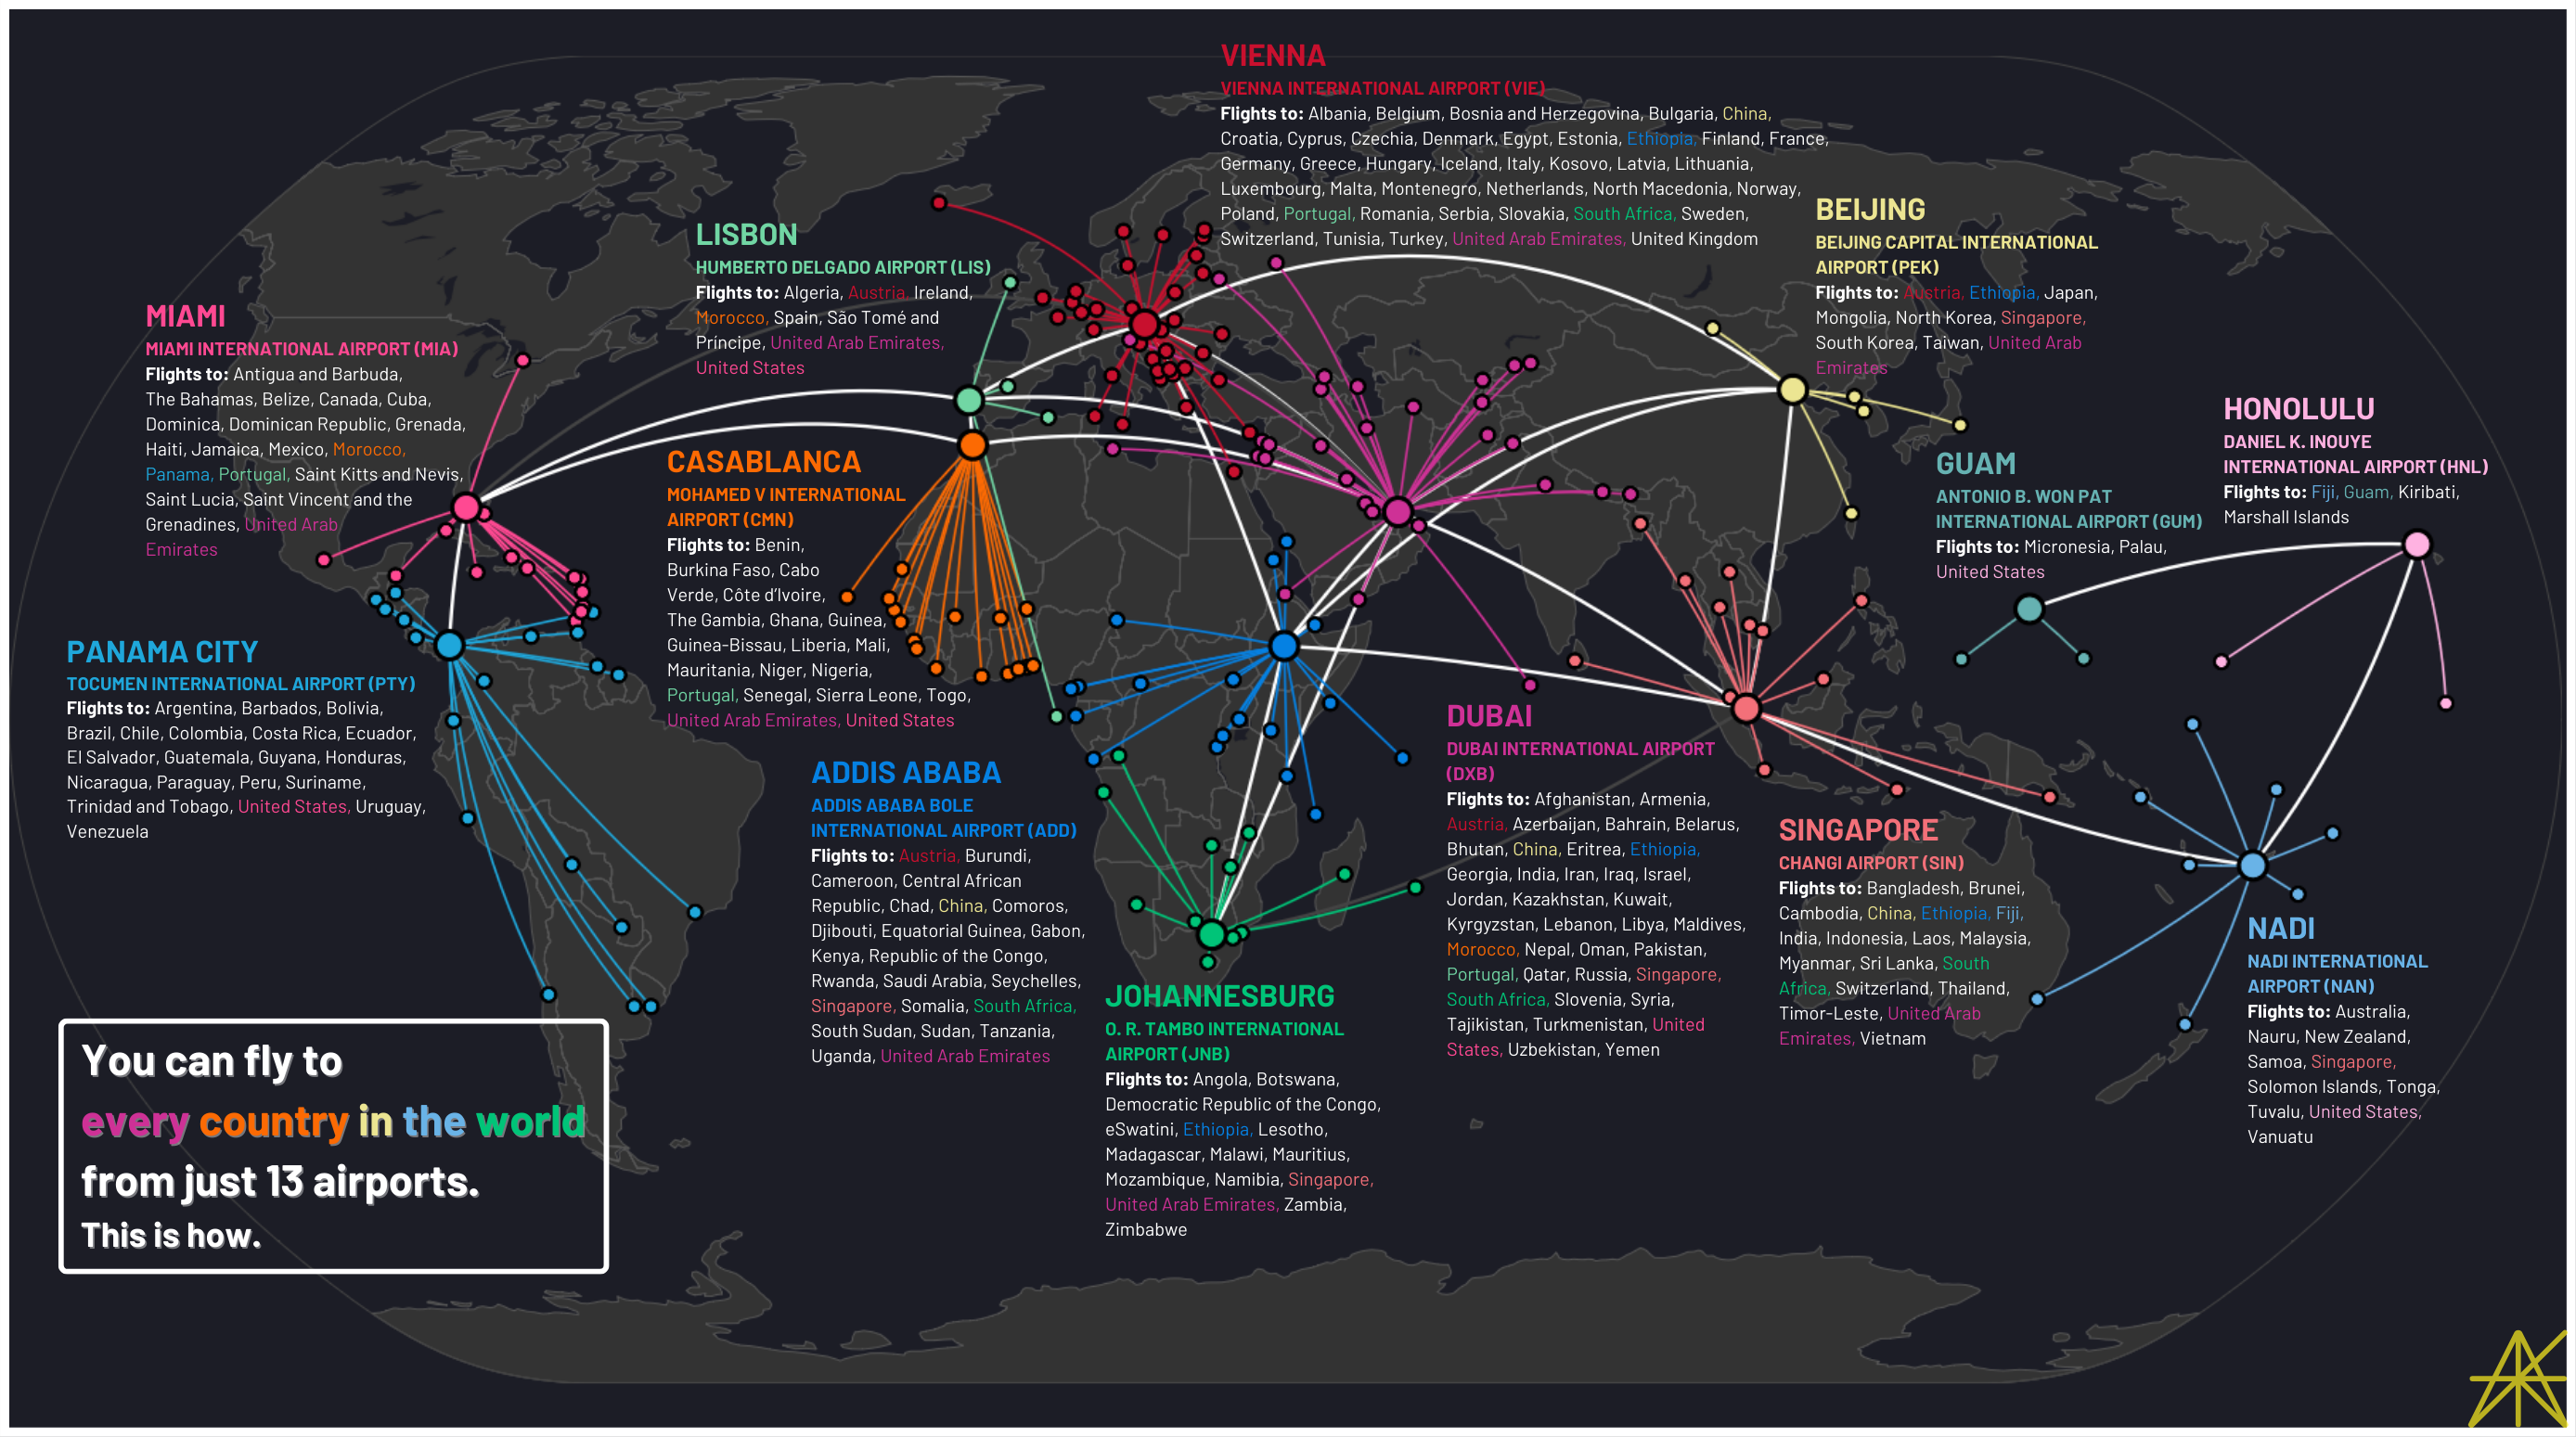 VIENNA
VIENNA INTERNATIONAL AIRPORT (VIE)
Flights to: Albania, Belgium, Bosnia and Herzegovina, Bulgaria, China,
Croatia, Cyprus, Czechia, Denmark, Egypt, Estonia, Ethiopia, Finland, France,
Germany, Greece, Hungary, Iceland, Italy, Kosovo, Latvia, Lithuania,
Luxembourg, Malta, Montenegro, Netherlands, North Macedonia, Norway,
Poland, Portugal, Romania, Serbia, Slovakia, South Africa, Sweden,
Switzerland, Tunisia, Turkey, United Arab Emirates, United Kingdom
BEIJING
BEIJING CAPITAL INTERNATIONAL
AIRPORT (PEK)
Flights to: Austria, Ethiopia, Japan,
Mongolia, North Korea, Singapore,
South Korea, Taiwan, United Arab
Emirates
LISBON
HUMBERTO DELGADO AIRPORT (LIS)
Flights to: Algeria, Austria, Ireland,
Morocco, Spain, São Tomé and
Príncipe, United Arab Emirates,
United States
MIAMI
MIAMI INTERNATIONAL AIRPORT (MIA)
Flights to: Antigua and Barbuda,
The Bahamas, Belize, Canada, Cuba,
Dominica, Dominican Republic, Grenada,
Haiti, Jamaica, Mexico, Morocco,
Panama, Portugal, Saint Kitts and Nevis,
Saint Lucia, Saint Vincent and the
Grenadines, United Arab
Emirates
CASABLANCA
MOHAMED V INTERNATIONAL
AIRPORT (CMN)
Flights to: Benin,
Burkina Faso, Cabo
Verde, Côte d'Ivoire,
The Gambia, Ghana, Guinea,
Guinea-Bissau, Liberia, Mali,
Mauritania, Niger, Nigeria,
Portugal, Senegal, Sierra Leone, Togo,
United Arab Emirates, United States
HONOLULU
DANIEL K. INOUYE
INTERNATIONAL AIRPORT (HNL)
Flights to: Fiji, Guam, Kiribati,
Marshall Islands
GUAM
ANTONIO B. WON PAT
INTERNATIONAL AIRPORT (GUM)
Flights to: Micronesia, Palau,
United States
PANAMA CITY
TOCUMEN INTERNATIONAL AIRPORT (PTY)
Flights to: Argentina, Barbados, Bolivia,
Brazil, Chile, Colombia, Costa Rica, Ecuador,
El Salvador, Guatemala, Guyana, Honduras,
Nicaragua, Paraguay, Peru, Suriname,
Trinidad and Tobago, United States, Uruguay,
Venezuela
ADDIS ABABA
ADDIS ABABA BOLE
INTERNATIONAL AIRPORT (ADD)
Flights to: Austria, Burundi,
Cameroon, Central African
Republic, Chad, China, Comoros,
Djibouti, Equatorial Guinea, Gabon,
Kenya, Republic of the Congo,
Rwanda, Saudi Arabia, Seychelles,
Singapore, Somalia, South Africa,
South Sudan, Sudan, Tanzania,
Uganda, United Arab Emirates
DUBAI
DUBAI INTERNATIONAL AIRPORT
(DXB)
Flights to: Afghanistan, Armenia,
Austria, Azerbaijan, Bahrain, Belarus,
Bhutan, China, Eritrea, Ethiopia,
Georgia, India, Iran, Iraq, Israel,
Jordan, Kazakhstan, Kuwait,
Kyrgyzstan, Lebanon, Libya, Maldives,
Morocco, Nepal, Oman, Pakistan,
Portugal, Qatar, Russia, Singapore,
South Africa, Slovenia, Syria,
Tajikistan, Turkmenistan, United
States, Uzbekistan, Yemen
SINGAPORE
CHANGI AIRPORT (SIN)
Flights to: Bangladesh, Brunei,
Cambodia, China, Ethiopia, Fiji,
India, Indonesia, Laos, Malaysia,
Myanmar, Sri Lanka, South
Africa, Switzerland, Thailand,
Timor-Leste, United Arab
Emirates, Vietnam
NADI
NADI INTERNATIONAL
AIRPORT (NAN)
Flights to: Australia,
Nauru, New Zealand,
Samoa, Singapore,
Solomon Islands, Tonga,
Tuvalu, United States,
Vanuatu
JOHANNESBURG
O. R. TAMBO INTERNATIONAL
AIRPORT (JNB)
Flights to: Angola, Botswana,
Democratic Republic of the Congo,
eSwatini, Ethiopia, Lesotho,
Madagascar, Malawi, Mauritius,
Mozambique, Namibia, Singapore,
United Arab Emirates, Zambia,
Zimbabwe
You can fly to
every country in the world
from just 13 airports.
This is how.